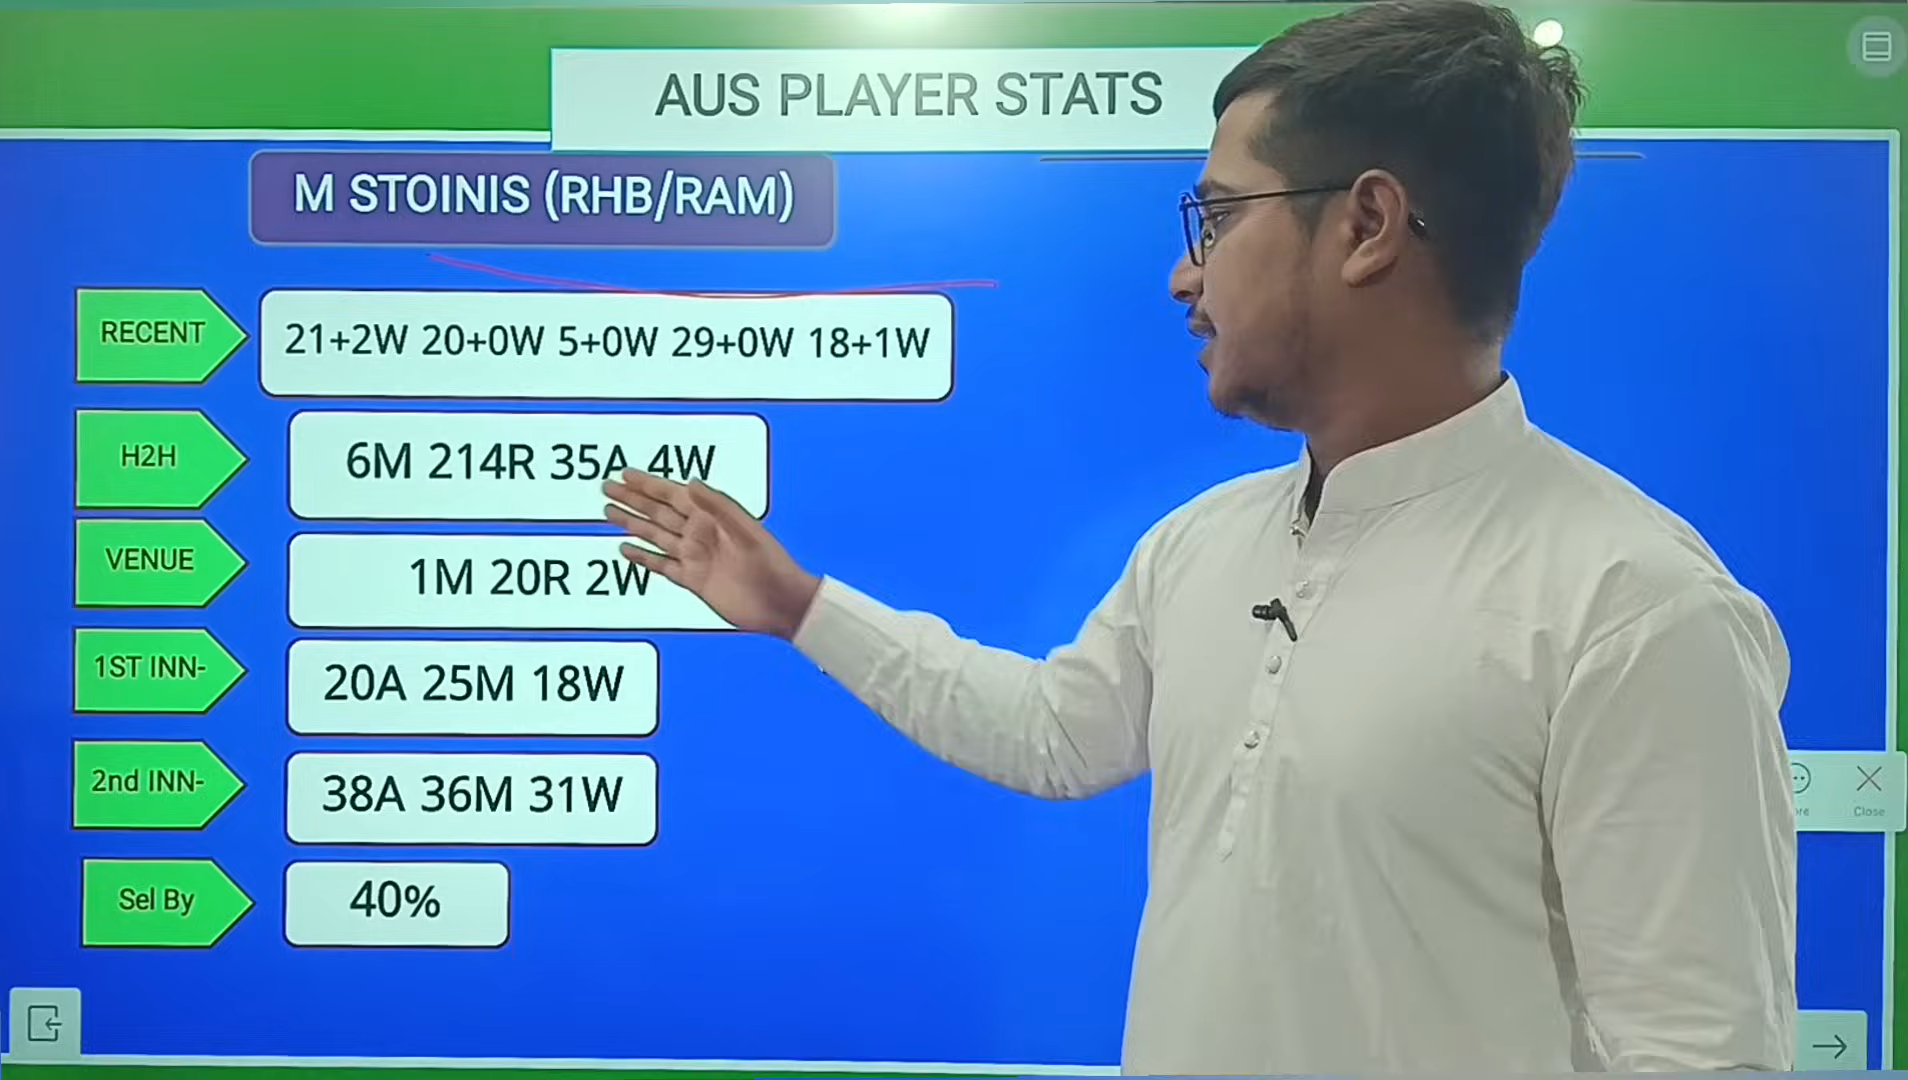 AUS PLAYER STATS
M STOINIS (RHB/RAM)
RECENT
21+2W 20+0W 5+0W 29+0W 18+1W
H2H
6M 214R 35A 4W
VENUE
1M 20R 2W
1ST INN-
20A 25M 18W
2nd INN-
38A 36M 31W
Sel By
40%
Close